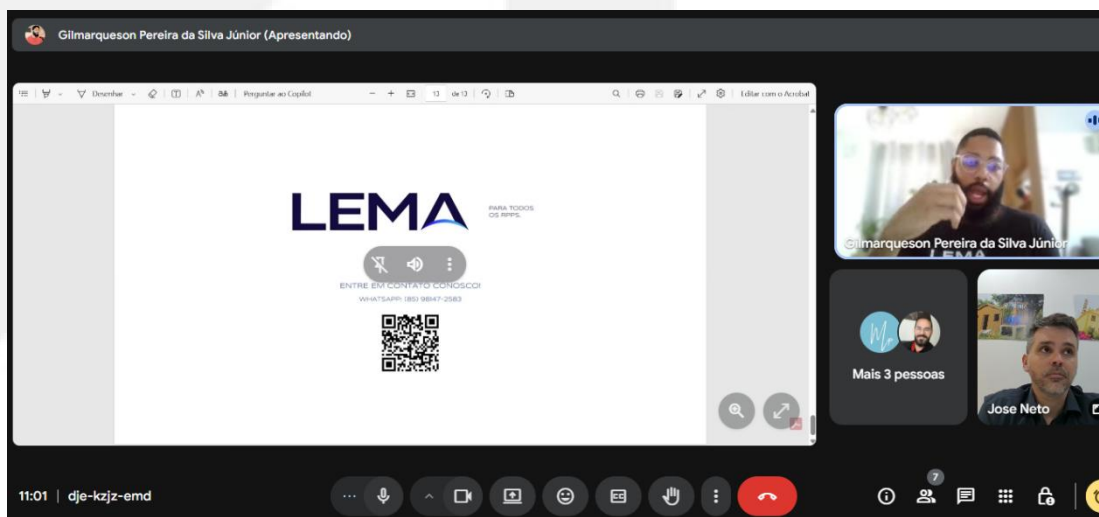 Gilmarqueson Pereira da Silva Júnior (Apresentando)
Desenhar
Perguntar ao Copilot
13 de 13
Editar com o Acrobat
LEMA
PARA TODOS
OS RPPS.
ENTRE EM CONTATO CONOSCO!
WHATSAPP: (85) 98147-2583
Gilmarqueson Pereira da Silva Júnior
LEMA
Mais 3 pessoas
Jose Neto
11:01 | dje-kzjz-emd
7